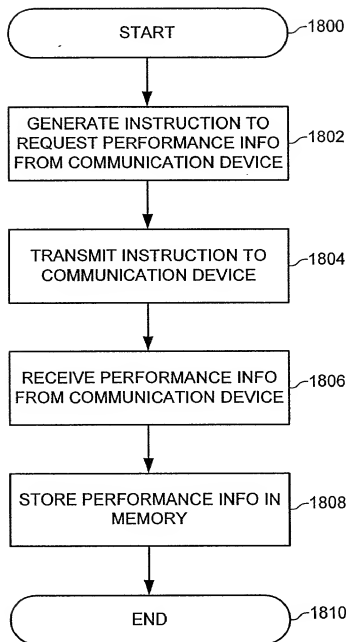 START
1800
GENERATE INSTRUCTION TO
REQUEST PERFORMANCE INFO
FROM COMMUNICATION DEVICE
1802
TRANSMIT INSTRUCTION TO
COMMUNICATION DEVICE
1804
RECEIVE PERFORMANCE INFO
FROM COMMUNICATION DEVICE
1806
STORE PERFORMANCE INFO IN
MEMORY
1808
END
1810